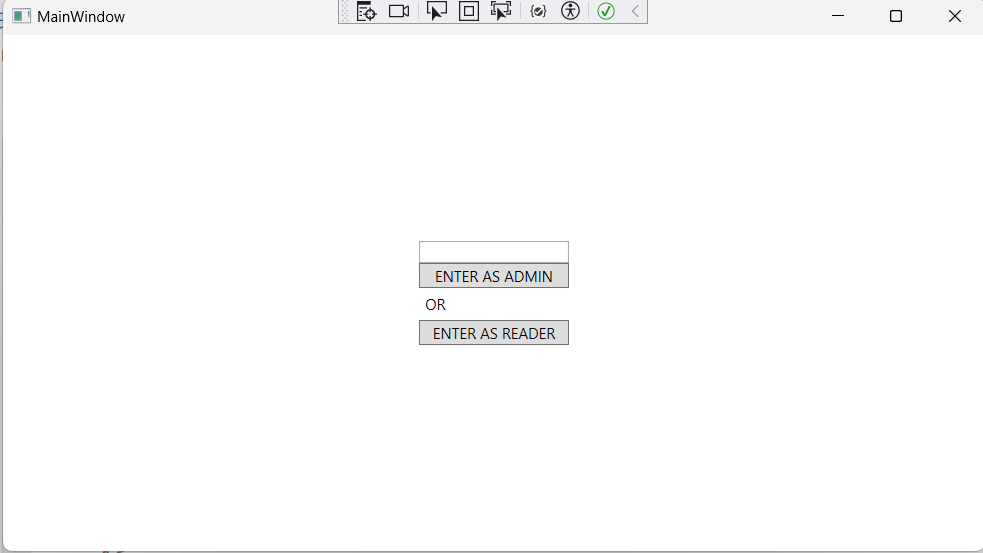 MainWindow
ENTER AS ADMIN
OR
ENTER AS READER